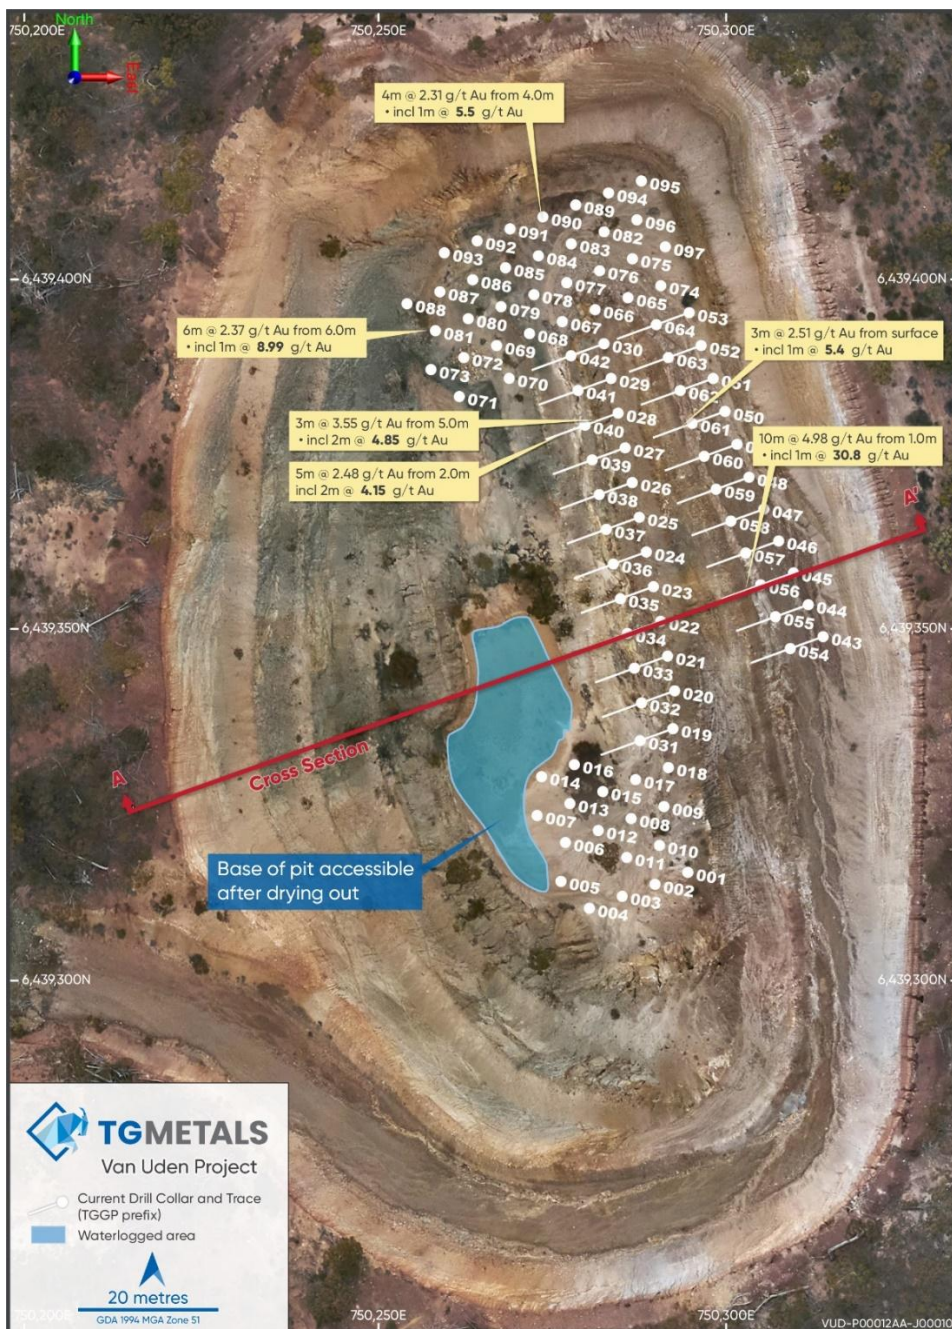 750,200E
750,250E
750,300E
North
East
4m @ 2.31 g/t Au from 4.0m
• incl 1m @ 5.5 g/t Au
095
094
089
096
090
082
091
083
097
092
084
075
093
085
076
074
6,439,400N
6,439,400N
086
077
065
087
078
053
088
079
066
064
080
067
6m @ 2.37 g/t Au from 6.0m
• incl 1m @ 8.99 g/t Au
081
068
030
052
3m @ 2.51 g/t Au from surface
• incl 1m @ 5.4 g/t Au
069
042
063
072
073
070
029
062
071
041
028
050
3m @ 3.55 g/t Au from 5.0m
• incl 2m @ 4.85 g/t Au
040
061
10m @ 4.98 g/t Au from 1.0m
• incl 1m @ 30.8 g/t Au
027
060
5m @ 2.48 g/t Au from 2.0m
incl 2m @ 4.15 g/t Au
039
026
048
038
059
A'
025
047
037
058
024
046
036
057
023
045
035
056
044
6,439,350N
6,439,350N
022
055
034
043
021
054
033
020
032
019
031
A
Cross Section
016
018
014
017
015
013
009
007
008
012
006
010
011
001
Base of pit accessible
after drying out
005
002
003
004
6,439,300N
6,439,300N
TGMETALS
Van Uden Project
Current Drill Collar and Trace
(TGGP prefix)
Waterlogged area
20 metres
GDA 1994 MGA Zone 51
750,200E
750,250E
750,300E